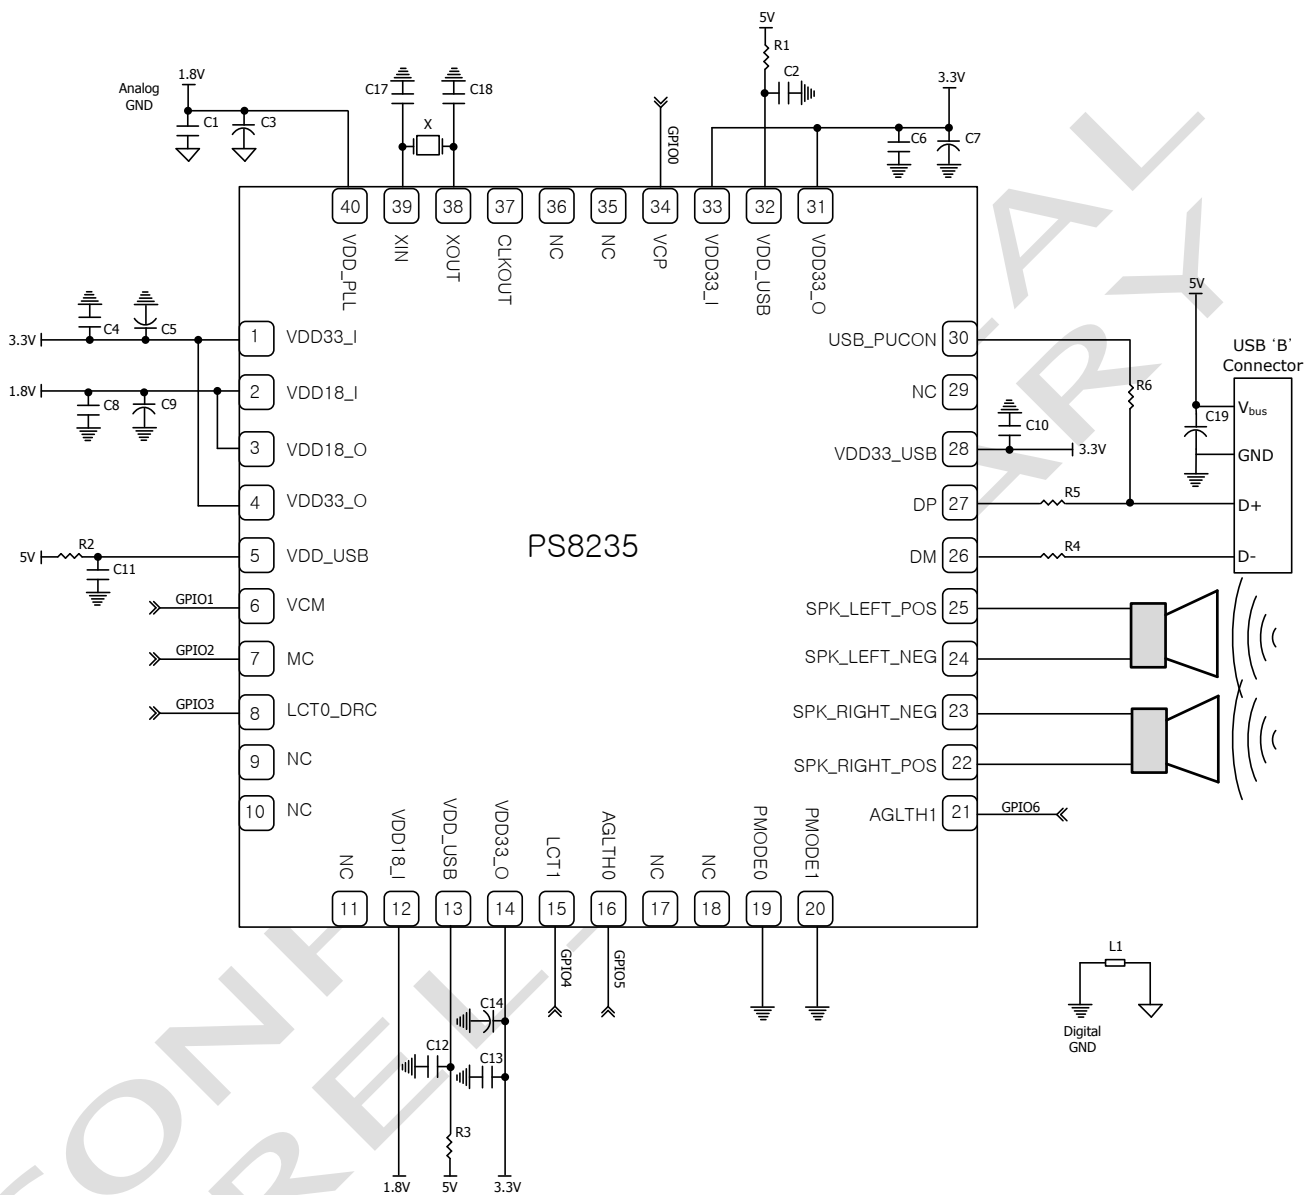 5V
R1
C2
3.3V
C6
C7
Analog
GND
1.8V
C1
C3
C17
C18
X
GPIO0
40
39
38
37
36
35
34
33
32
31
VDD_PLL
XIN
XOUT
CLKOUT
NC
NC
VCP
VDD33_I
VDD_USB
VDD33_O
C4
C5
3.3V
1
VDD33_I
1.8V
C8
C9
2
VDD18_I
3
VDD18_O
4
VDD33_O
5V
R2
C11
5
VDD_USB
GPIO1
6
VCM
GPIO2
7
MC
GPIO3
8
LCT0_DRC
9
NC
10
NC
PS8235
USB_PUCON
30
R6
NC
29
C10
VDD33_USB
28
3.3V
DP
27
R5
DM
26
R4
SPK_LEFT_POS
25
SPK_LEFT_NEG
24
SPK_RIGHT_NEG
23
SPK_RIGHT_POS
22
AGLTH1
21
GPIO6
5V
USB ‘B’
Connector
C19
Vbus
GND
D+
D-
NC
VDD18_I
VDD_USB
VDD33_O
LCT1
AGLTH0
NC
NC
PMODE0
PMODE1
11
12
13
14
15
16
17
18
19
20
GPIO4
GPIO5
C14
C12
C13
R3
1.8V
5V
3.3V
L1
Digital
GND